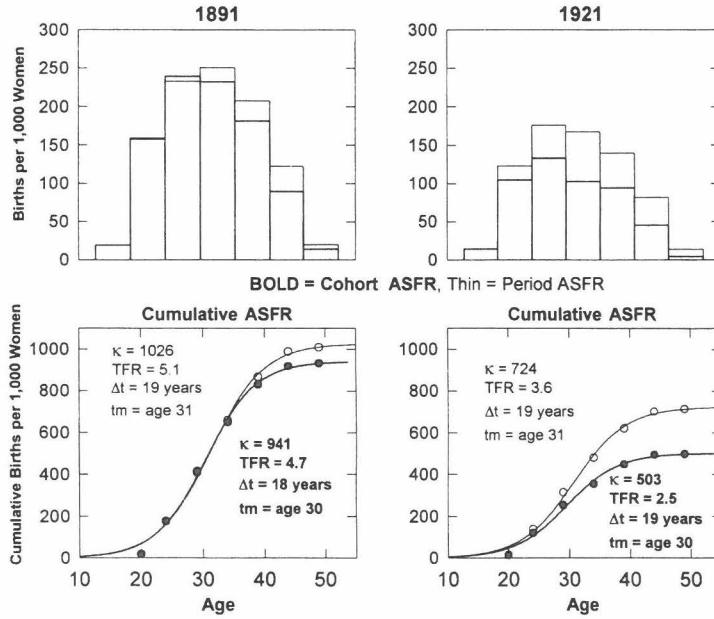 1891
1921
Births per 1,000 Women
300
250
200
150
100
50
0
300
250
200
150
100
50
0
BOLD = Cohort ASFR, Thin = Period ASFR
Cumulative ASFR
Cumulative ASFR
Cumulative Births per 1,000 Women
1000
800
600
400
200
0
κ = 1026
TFR = 5.1
Δt = 19 years
tm = age 31
κ = 941
TFR = 4.7
Δt = 18 years
tm = age 30
10
20
30
40
50
Age
1000
800
600
400
200
0
κ = 724
TFR = 3.6
Δt = 19 years
tm = age 31
κ = 503
TFR = 2.5
Δt = 19 years
tm = age 30
10
20
30
40
50
Age